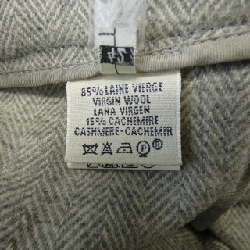 85% LAINE VIERGE
VIRGIN WOOL
LANA VIRGEN
15% CACHEMIRE
CASHMERE-CACHEMIR